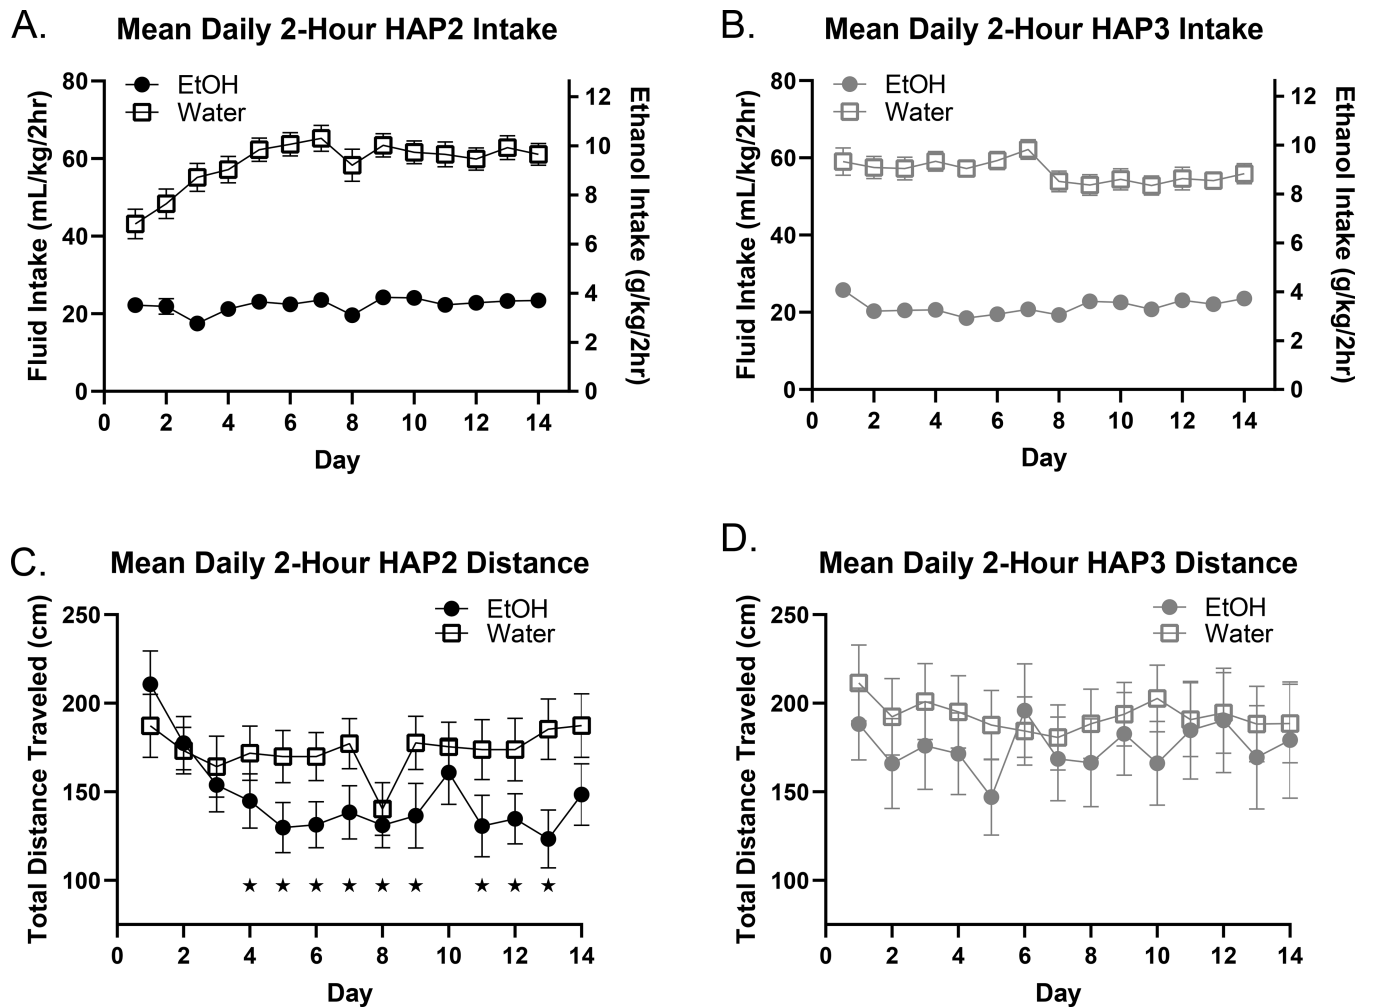 A.
Mean Daily 2-Hour HAP2 Intake
EtOH
Water
Fluid Intake (mL/kg/2hr)
80
60
40
20
0
Ethanol Intake (g/kg/2hr)
12
10
8
6
4
2
0
0 2 4 6 8 10 12 14
Day
B.
Mean Daily 2-Hour HAP3 Intake
EtOH
Water
Fluid Intake (mL/kg/2hr)
80
60
40
20
0
Ethanol Intake (g/kg/2hr)
12
10
8
6
4
2
0
0 2 4 6 8 10 12 14
Day
C.
Mean Daily 2-Hour HAP2 Distance
EtOH
Water
Total Distance Traveled (cm)
250
200
150
100
0 2 4 6 8 10 12 14
Day
D.
Mean Daily 2-Hour HAP3 Distance
EtOH
Water
Total Distance Traveled (cm)
250
200
150
100
0 2 4 6 8 10 12 14
Day